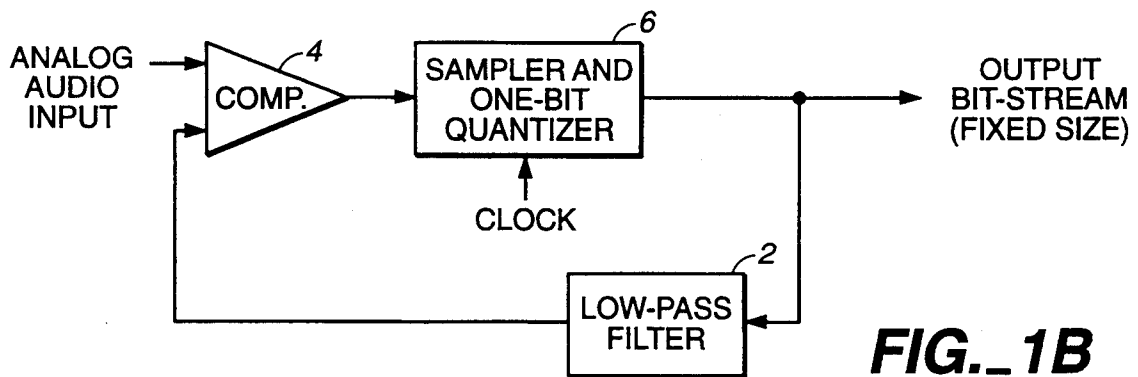 ANALOG
AUDIO
INPUT
4
COMP.
6
SAMPLER AND
ONE-BIT
QUANTIZER
CLOCK
OUTPUT
BIT-STREAM
(FIXED SIZE)
2
LOW-PASS
FILTER
FIG._1B